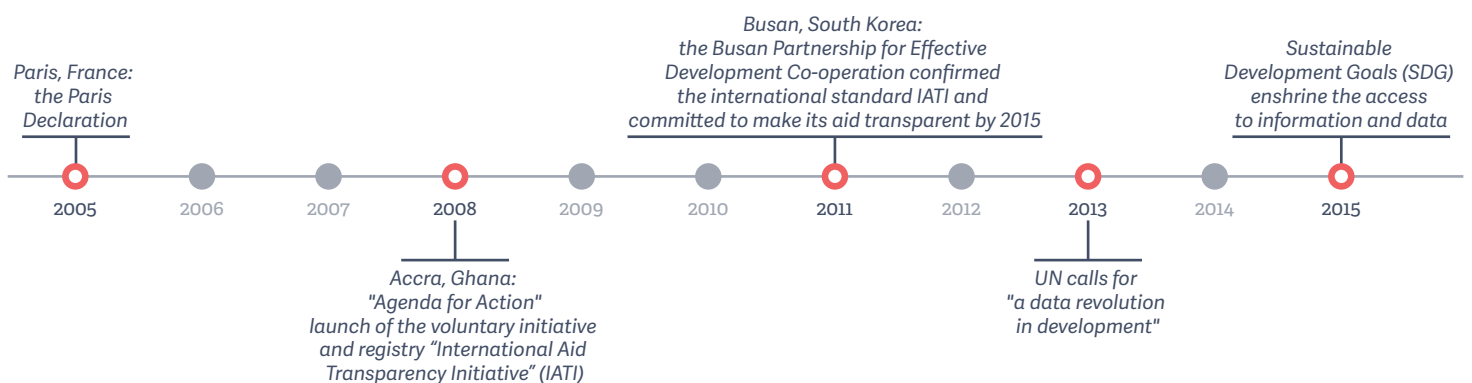 Paris, France:
the Paris
Declaration
Busan, South Korea:
the Busan Partnership for Effective
Development Co-operation confirmed
the international standard IATI and
committed to make its aid transparent by 2015
Sustainable
Development Goals (SDG)
enshrine the access
to information and data
2005 2006 2007 2008 2009 2010 2011 2012 2013 2014 2015
Accra, Ghana:
"Agenda for Action"
launch of the voluntary initiative
and registry “International Aid
Transparency Initiative” (IATI)
UN calls for
"a data revolution
in development"